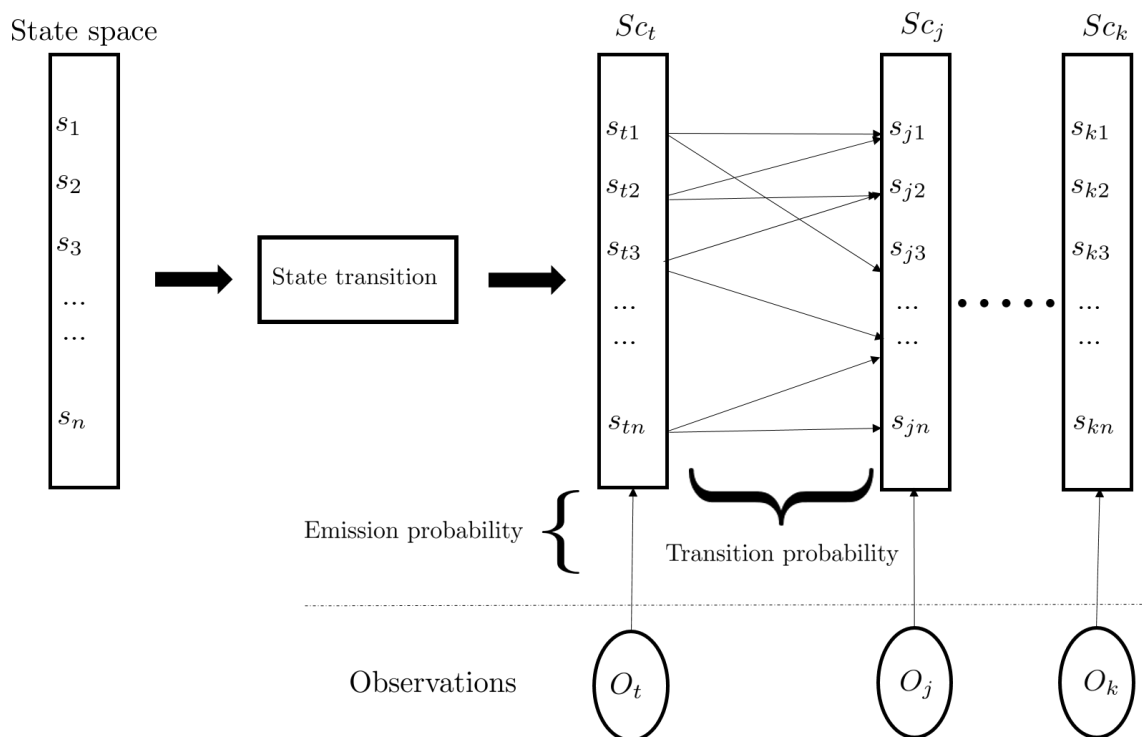 State space
s₁
s₂
s₃
...
...
sₙ
State transition
Scₜ
sₜ₁
sₜ₂
sₜ₃
...
...
sₜₙ
Scⱼ
sⱼ₁
sⱼ₂
sⱼ₃
...
...
sⱼₙ
Scₖ
sₖ₁
sₖ₂
sₖ₃
...
...
sₖₙ
Emission probability
Transition probability
Observations
Oₜ
Oⱼ
Oₖ